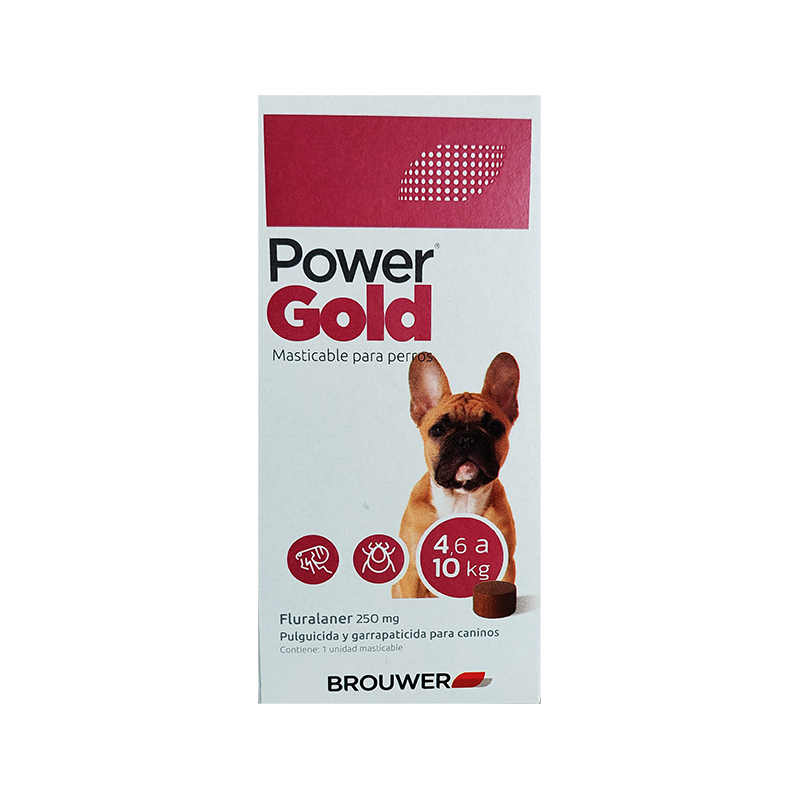 Power®
Gold
Masticable para perros
4,6 a
10 kg
Fluralaner 250 mg
Pulguicida y garrapaticida para caninos
Contiene: 1 unidad masticable
BROUWER